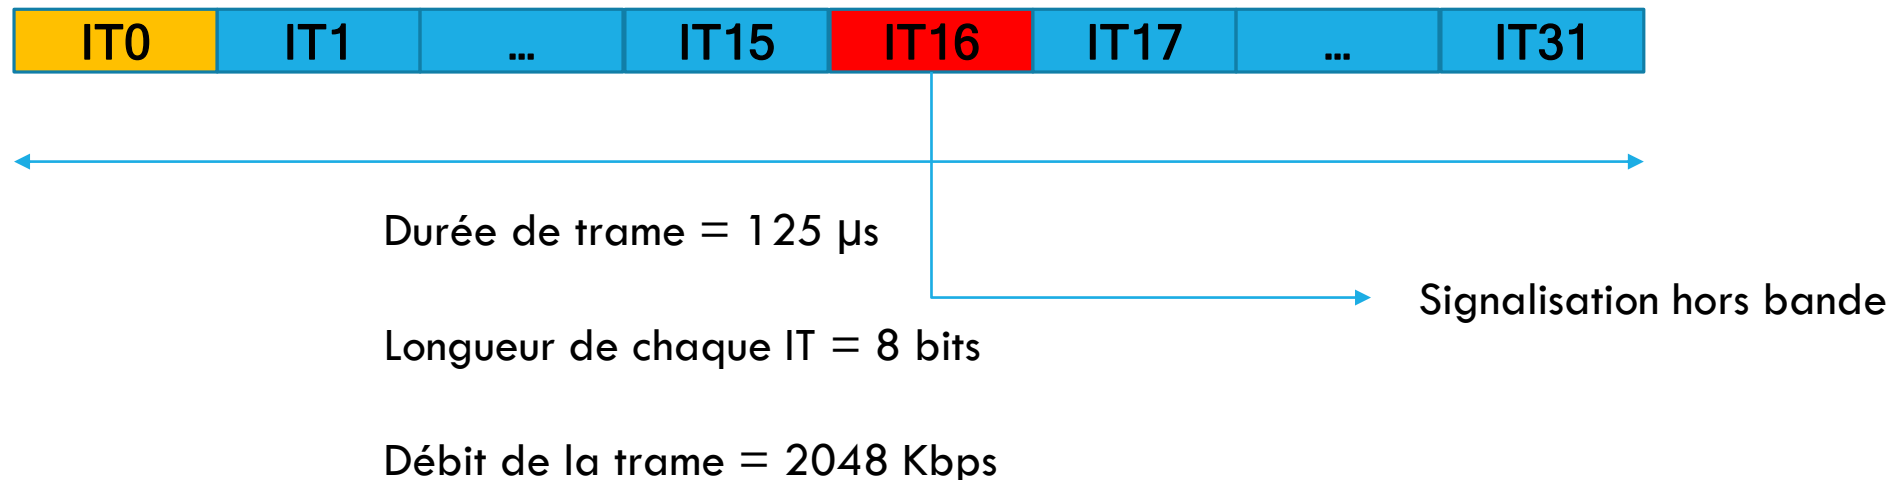 IT0 IT1 ... IT15 IT16 IT17 ... IT31
Durée de trame = 125 µs
Signalisation hors bande
Longueur de chaque IT = 8 bits
Débit de la trame = 2048 Kbps